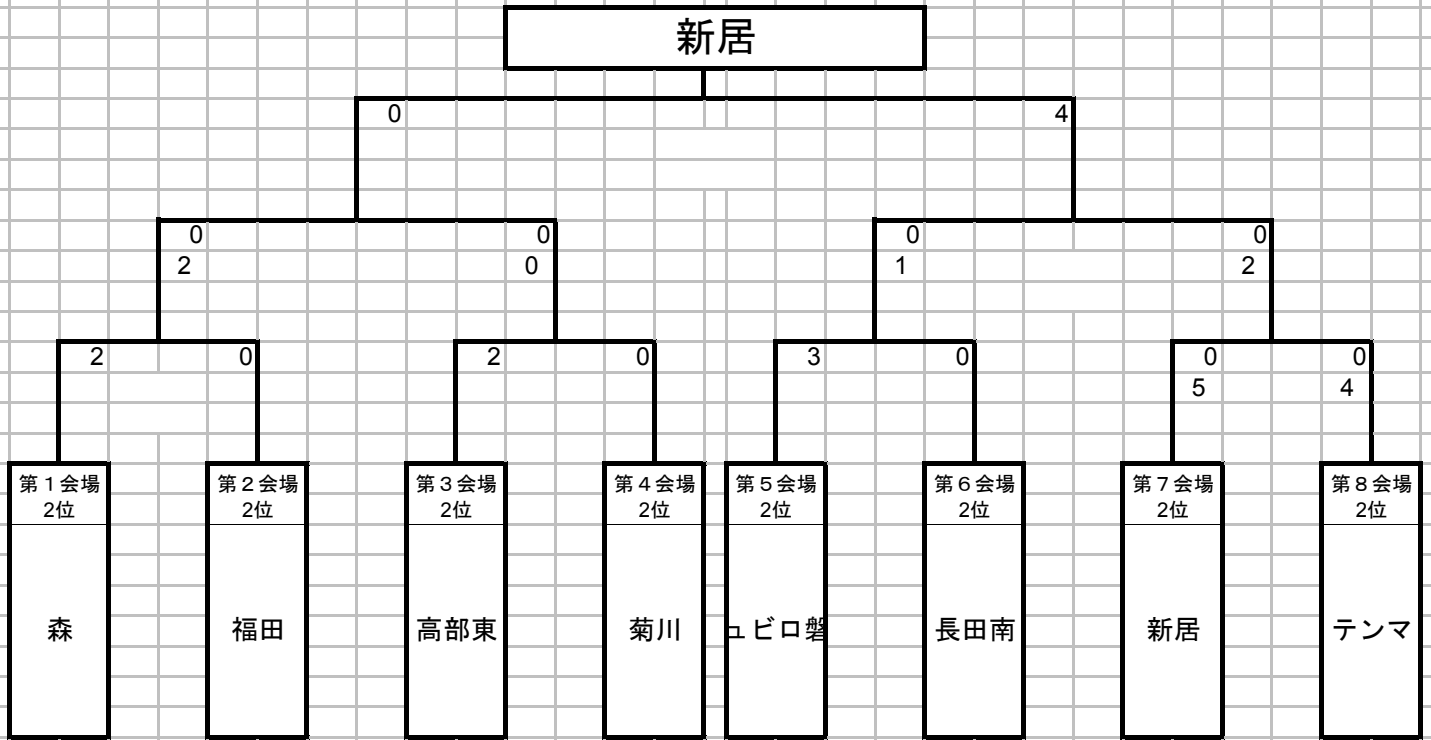 新居
0 4
0 0 0 0
2 0 1 2
2 0 2 0 3 0 0 0
5 4
第１会場 第２会場 第３会場 第４会場 第５会場 第６会場 第７会場 第８会場
2位 2位 2位 2位 2位 2位 2位 2位
森 福田 高部東 菊川 ュビロ磐 長田南 新居 テンマ